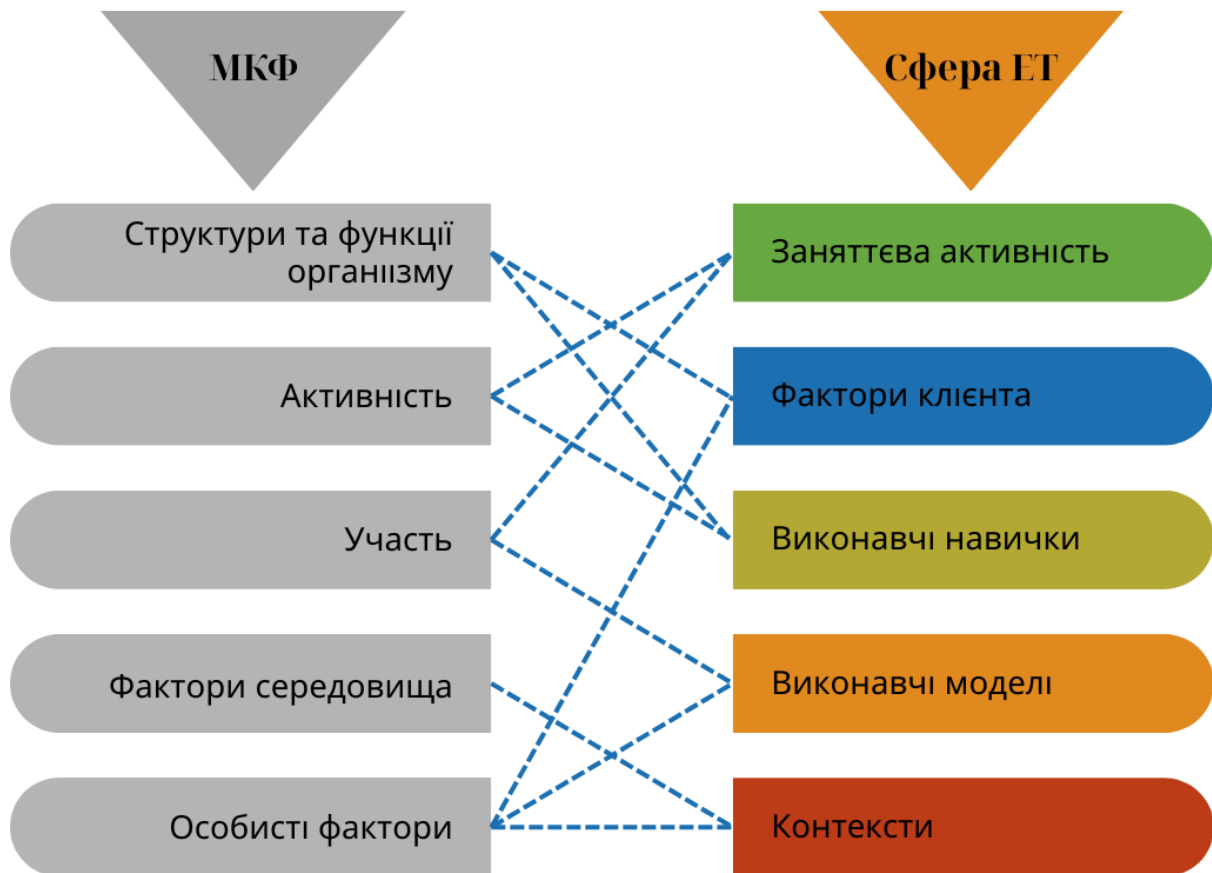 МКФ
Сфера ЕТ
Структури та функції
організму
Активність
Участь
Фактори середовища
Особисті фактори
Заняттєва активність
Фактори клієнта
Виконавчі навички
Виконавчі моделі
Контексти